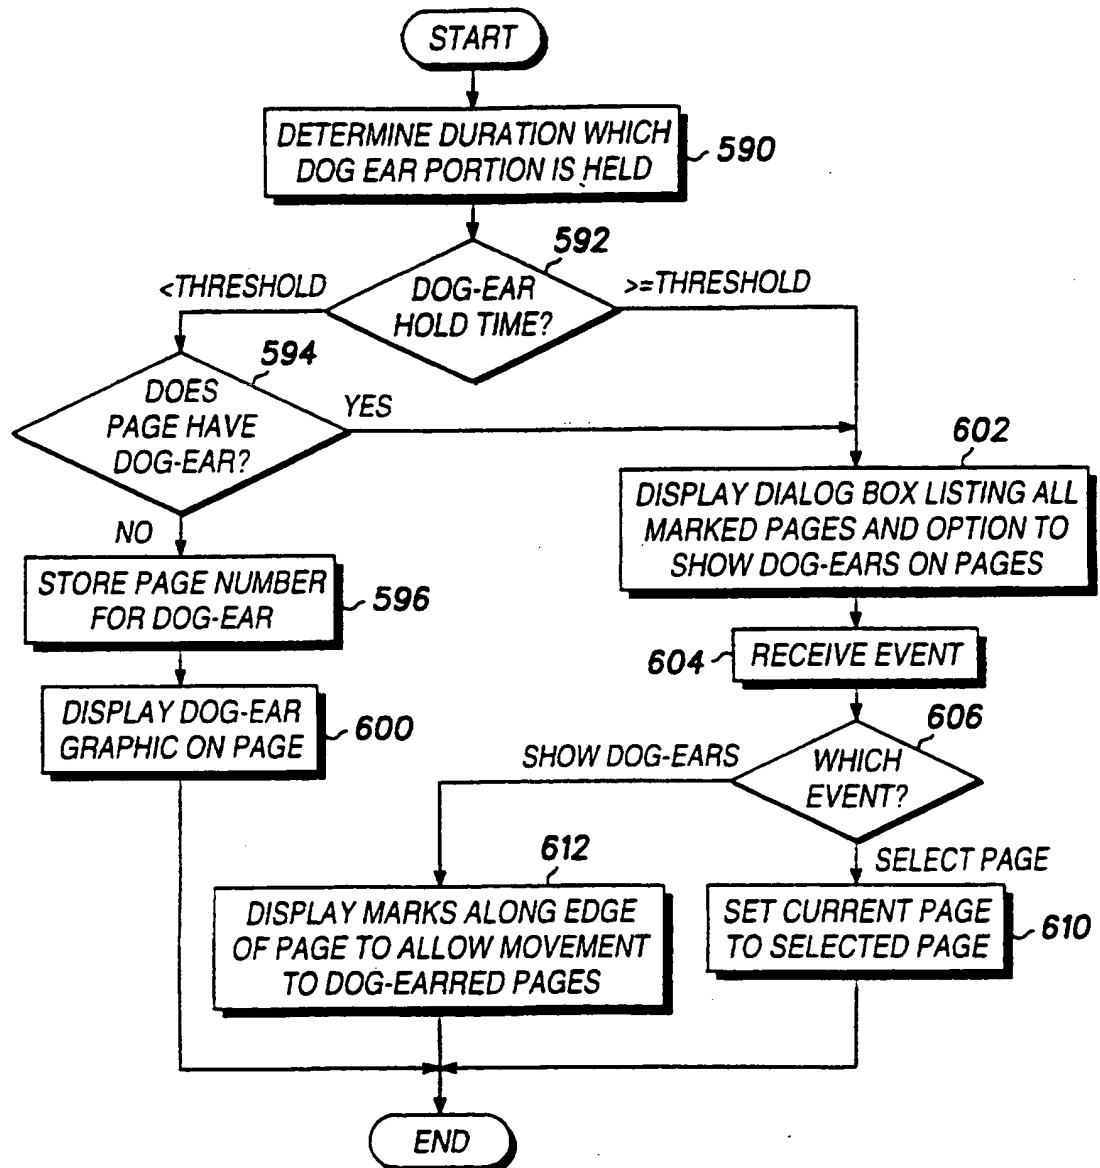 START
DETERMINE DURATION WHICH
DOG EAR PORTION IS HELD
590
592
<THRESHOLD
DOG-EAR
HOLD TIME?
>=THRESHOLD
594
DOES
PAGE HAVE
DOG-EAR?
YES
602
DISPLAY DIALOG BOX LISTING ALL
MARKED PAGES AND OPTION TO
SHOW DOG-EARS ON PAGES
NO
STORE PAGE NUMBER
FOR DOG-EAR
596
604
RECEIVE EVENT
DISPLAY DOG-EAR
GRAPHIC ON PAGE
600
606
SHOW DOG-EARS
WHICH
EVENT?
612
SELECT PAGE
DISPLAY MARKS ALONG EDGE
OF PAGE TO ALLOW MOVEMENT
TO DOG-EARRED PAGES
SET CURRENT PAGE
TO SELECTED PAGE
610
END